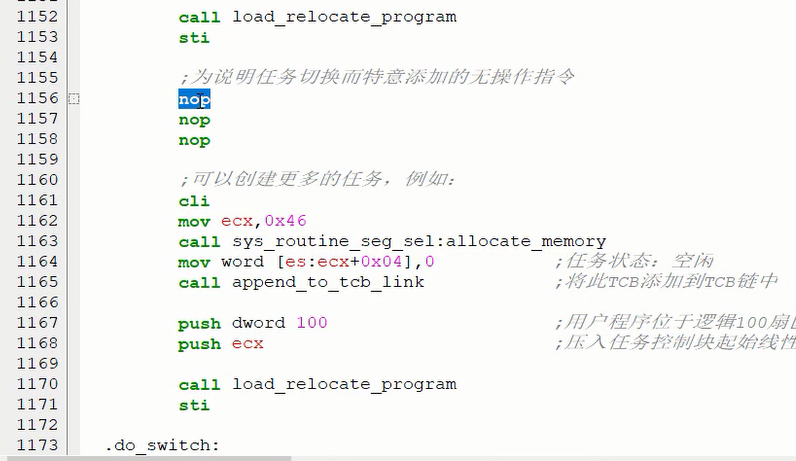 1152 call load_relocate_program
1153 sti
1154
1155 ;为说明任务切换而特意添加的无操作指令
1156 nop
1157 nop
1158 nop
1159
1160 ;可以创建更多的任务，例如：
1161 cli
1162 mov ecx,0x46
1163 call sys_routine_seg_sel:allocate_memory
1164 mov word [es:ecx+0x04],0 ;任务状态：空闲
1165 call append_to_tcb_link ;将此TCB添加到TCB链中
1166
1167 push dword 100 ;用户程序位于逻辑100扇
1168 push ecx ;压入任务控制块起始线性
1169
1170 call load_relocate_program
1171 sti
1172
1173 .do_switch: